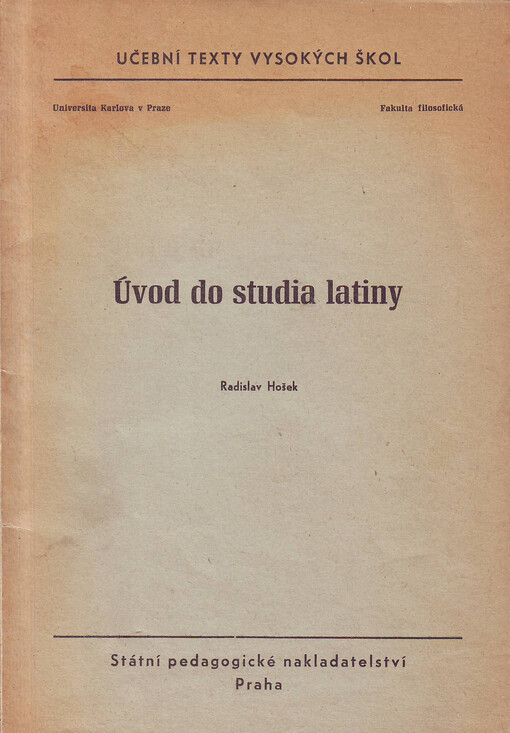 UČEBNÍ TEXTY VYSOKÝCH ŠKOL
Universita Karlova v Praze
Fakulta filosofická
Úvod do studia latiny
Radislav Hošek
Státní pedagogické nakladatelství
Praha